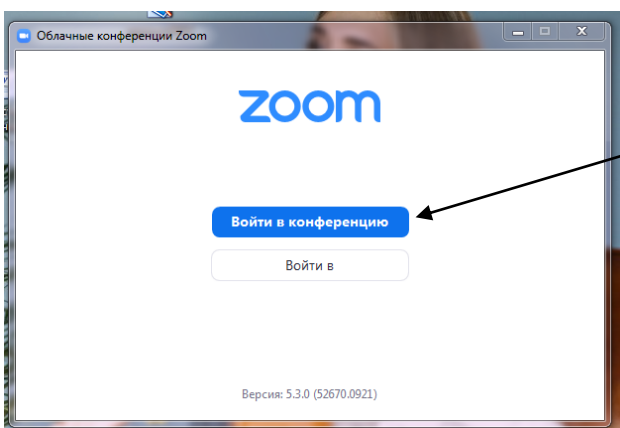 Облачные конференции Zoom
zoom
Войти в конференцию
Войти в
Версия: 5.3.0 (52670.0921)